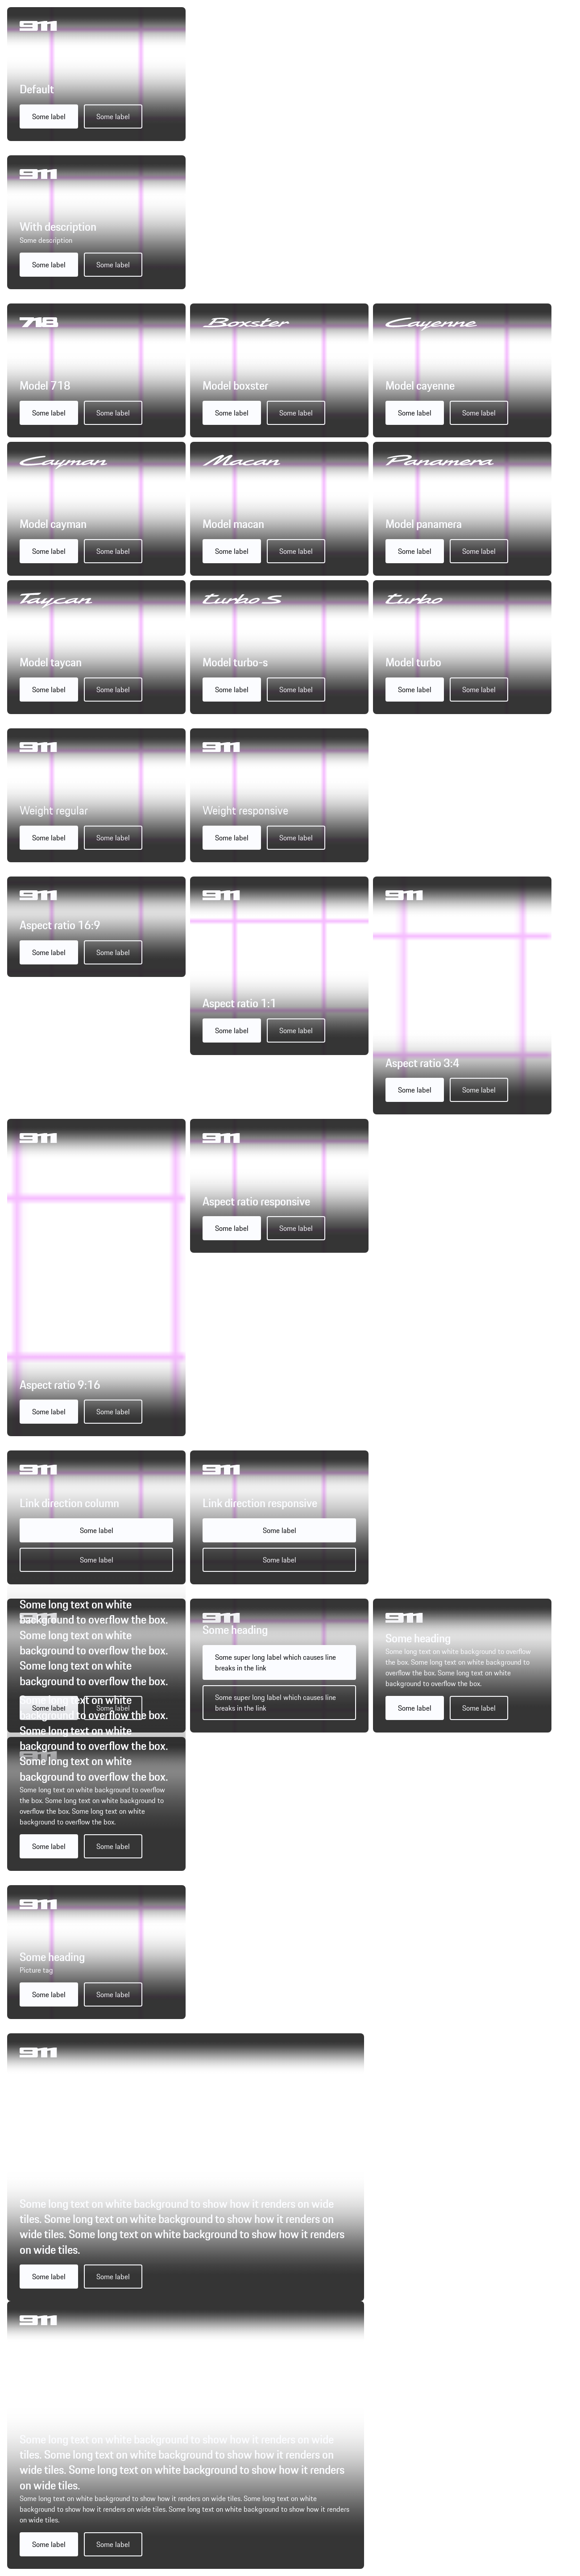 911
Default
Some label
Some label
911
With description
Some description
Some label
Some label
718
Model 718
Some label
Some label
Boxster
Model boxster
Some label
Some label
Cayenne
Model cayenne
Some label
Some label
Cayman
Model cayman
Some label
Some label
Macan
Model macan
Some label
Some label
Panamera
Model panamera
Some label
Some label
Taycan
Model taycan
Some label
Some label
turbo S
Model turbo-s
Some label
Some label
turbo
Model turbo
Some label
Some label
911
Weight regular
Some label
Some label
911
Weight responsive
Some label
Some label
911
Aspect ratio 16:9
Some label
Some label
911
Aspect ratio 1:1
Some label
Some label
911
Aspect ratio 3:4
Some label
Some label
911
Aspect ratio 9:16
Some label
Some label
911
Aspect ratio responsive
Some label
Some label
911
Link direction column
Some label
Some label
911
Link direction responsive
Some label
Some label
911
Some long text on white
background to overflow the box.
Some long text on white
background to overflow the box.
Some long text on white
background to overflow the box.
Some label
Some label
911
Some heading
Some super long label which causes line
breaks in the link
Some super long label which causes line
breaks in the link
911
Some heading
Some long text on white background to overflow
the box. Some long text on white background to
overflow the box. Some long text on white
background to overflow the box.
Some label
Some label
Some long text on white
background to overflow the box.
Some long text on white
background to overflow the box.
911
Some long text on white
background to overflow the box.
Some long text on white background to overflow
the box. Some long text on white background to
overflow the box. Some long text on white
background to overflow the box.
Some label
Some label
911
Some heading
Picture tag
Some label
Some label
911
Some long text on white background to show how it renders on wide
tiles. Some long text on white background to show how it renders on
wide tiles. Some long text on white background to show how it renders
on wide tiles.
Some label
Some label
911
Some long text on white background to show how it renders on wide
tiles. Some long text on white background to show how it renders on
wide tiles. Some long text on white background to show how it renders
on wide tiles.
Some long text on white background to show how it renders on wide tiles. Some long text on white
background to show how it renders on wide tiles. Some long text on white background to show how it renders
on wide tiles.
Some label
Some label